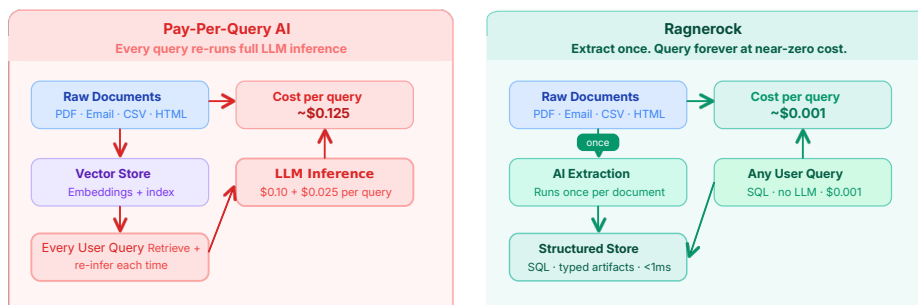 Pay-Per-Query AI
Every query re-runs full LLM inference
Raw Documents
PDF · Email · CSV · HTML
Cost per query
~$0.125
Vector Store
Embeddings + index
LLM Inference
$0.10 + $0.025 per query
Every User Query Retrieve +
re-infer each time
Ragnerock
Extract once. Query forever at near-zero cost.
Raw Documents
PDF · Email · CSV · HTML
Cost per query
~$0.001
once
AI Extraction
Runs once per document
Any User Query
SQL · no LLM · $0.001
Structured Store
SQL · typed artifacts · <1ms